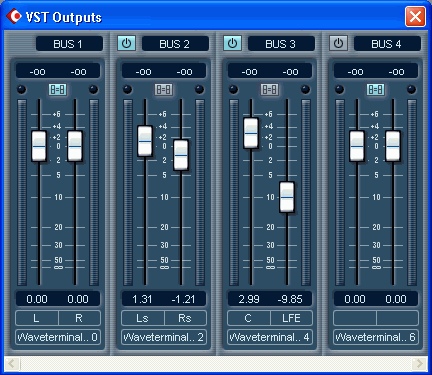 VST Outputs
BUS 1 BUS 2 BUS 3 BUS 4
-oo -oo -oo -oo -oo -oo -oo -oo
+6 +6 +6 +6
+4 +4 +4 +4
+2 +2 +2 +2
0 0 0 0
2 2 2 2
5 5 5 5
10 10 10 10
20 20 20 20
30 30 30 30
50 50 50 50
oo oo oo oo
0.00 0.00 1.31 -1.21 2.99 -9.85 0.00 0.00
L R Ls Rs C LFE
Waveterminal.. 0 Waveterminal.. 2 Waveterminal.. 4 Waveterminal.. 6